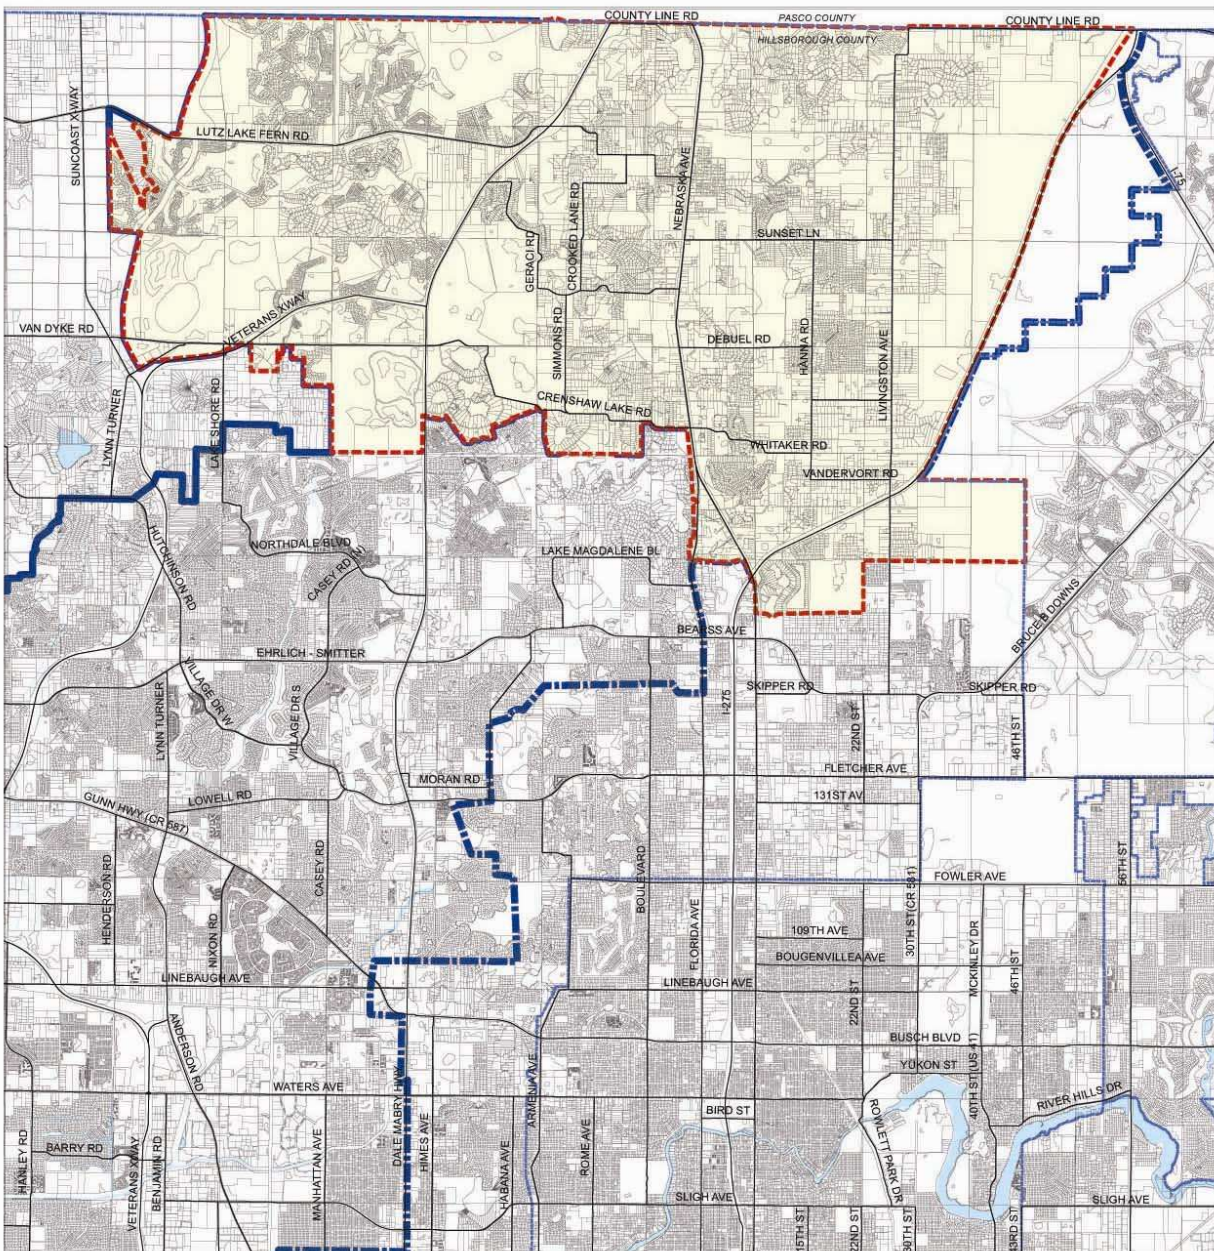 COUNTY LINE RD
PASCO COUNTY
COUNTY LINE RD
HILLSBOROUGH COUNTY
SUNCOAST X-WAY
LUTZ LAKE FERN RD
NEBRASKA AVE
I-75
CROOKED LANE RD
GERACI RD
SUNSET LN
VAN DYKE RD
VETERANS XWAY
SIMMONS RD
DEBUEL RD
HANNA RD
LIVINGSTON AVE
LYNN TURNER
LAKE SHORE RD
CRENSHAW LAKE RD
WHITAKER RD
VANDERVORT RD
HUTCHINSON RD
NORTHDALE BLVD
CASEY RD (N)
LAKE MAGDALENE BL
BRUCE B DOWNS
BEARSS AVE
EHRLICH - SMITTER
VILLAGE DR W
LYNN TURNER
VILLAGE DR S
SKIPPER RD
SKIPPER RD
I-275
22ND ST
46TH ST
MORAN RD
FLETCHER AVE
LOWELL RD
131ST AV
GUNN HWY (CR 587)
HENDERSON RD
CASEY RD
BOULEVARD
56TH ST
FOWLER AVE
NIXON RD
FLORIDA AVE
109TH AVE
30TH ST (CR 581)
BOUGENVILLEA AVE
MCKINLEY DR
46TH ST
LINEBAUGH AVE
LINEBAUGH AVE
22ND ST
ANDERSON RD
BUSCH BLVD
YUKON ST
40TH ST (US 41)
WATERS AVE
DALE MABRY HWY
ARMENIA AVE
BIRD ST
RIVER HILLS DR
ROWLETT PARK DR
HANLEY RD
BARRY RD
VETERANS XWAY
BENJAMIN RD
MANHATTAN AVE
HIMES AVE
HABANA AVE
ROME AVE
SLIGH AVE
SLIGH AVE
15TH ST
22ND ST
30TH ST